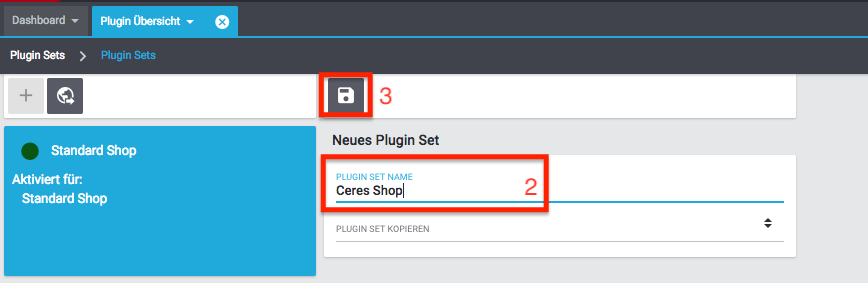 Dashboard
Plugin Übersicht
Plugin Sets
Plugin Sets
3
Standard Shop
Aktiviert für:
Standard Shop
Neues Plugin Set
PLUGIN SET NAME
Ceres Shop
2
PLUGIN SET KOPIEREN